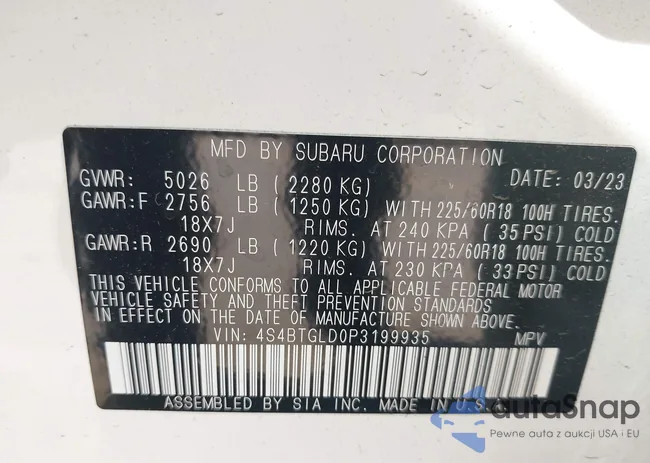 MFD BY SUBARU CORPORATION
DATE: 03/23
GVWR: 5026 LB (2280 KG)
GAWR:F 2756 LB (1250 KG) WITH 225/60R18 100H TIRES.
18X7J RIMS. AT 240 KPA (35 PSI) COLD
GAWR:R 2690 LB (1220 KG) WITH 225/60R18 100H TIRES.
18X7J RIMS. AT 230 KPA (33 PSI) COLD
THIS VEHICLE CONFORMS TO ALL APPLICABLE FEDERAL MOTOR
VEHICLE SAFETY AND THEFT PREVENTION STANDARDS
IN EFFECT ON THE DATE OF MANUFACTURE SHOWN ABOVE.
VIN: 4S4BTGLD0P3199935 MPV
ASSEMBLED BY SIA INC. MADE IN U.S.A.
autoSnap
Pewne auta z aukcji USA i EU